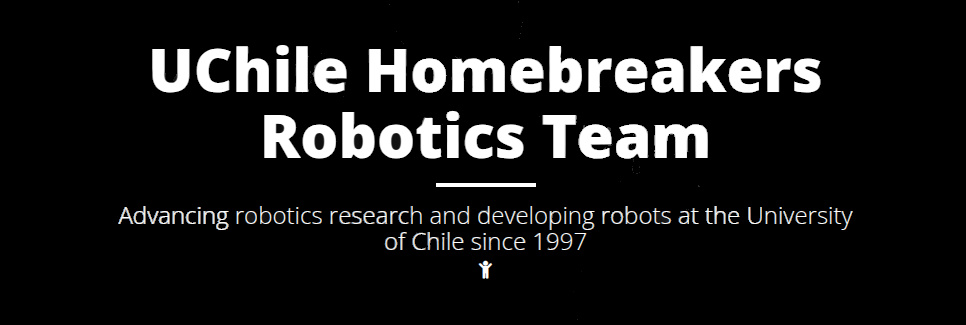 UChile Homebreakers
Robotics Team
Advancing robotics research and developing robots at the University
of Chile since 1997